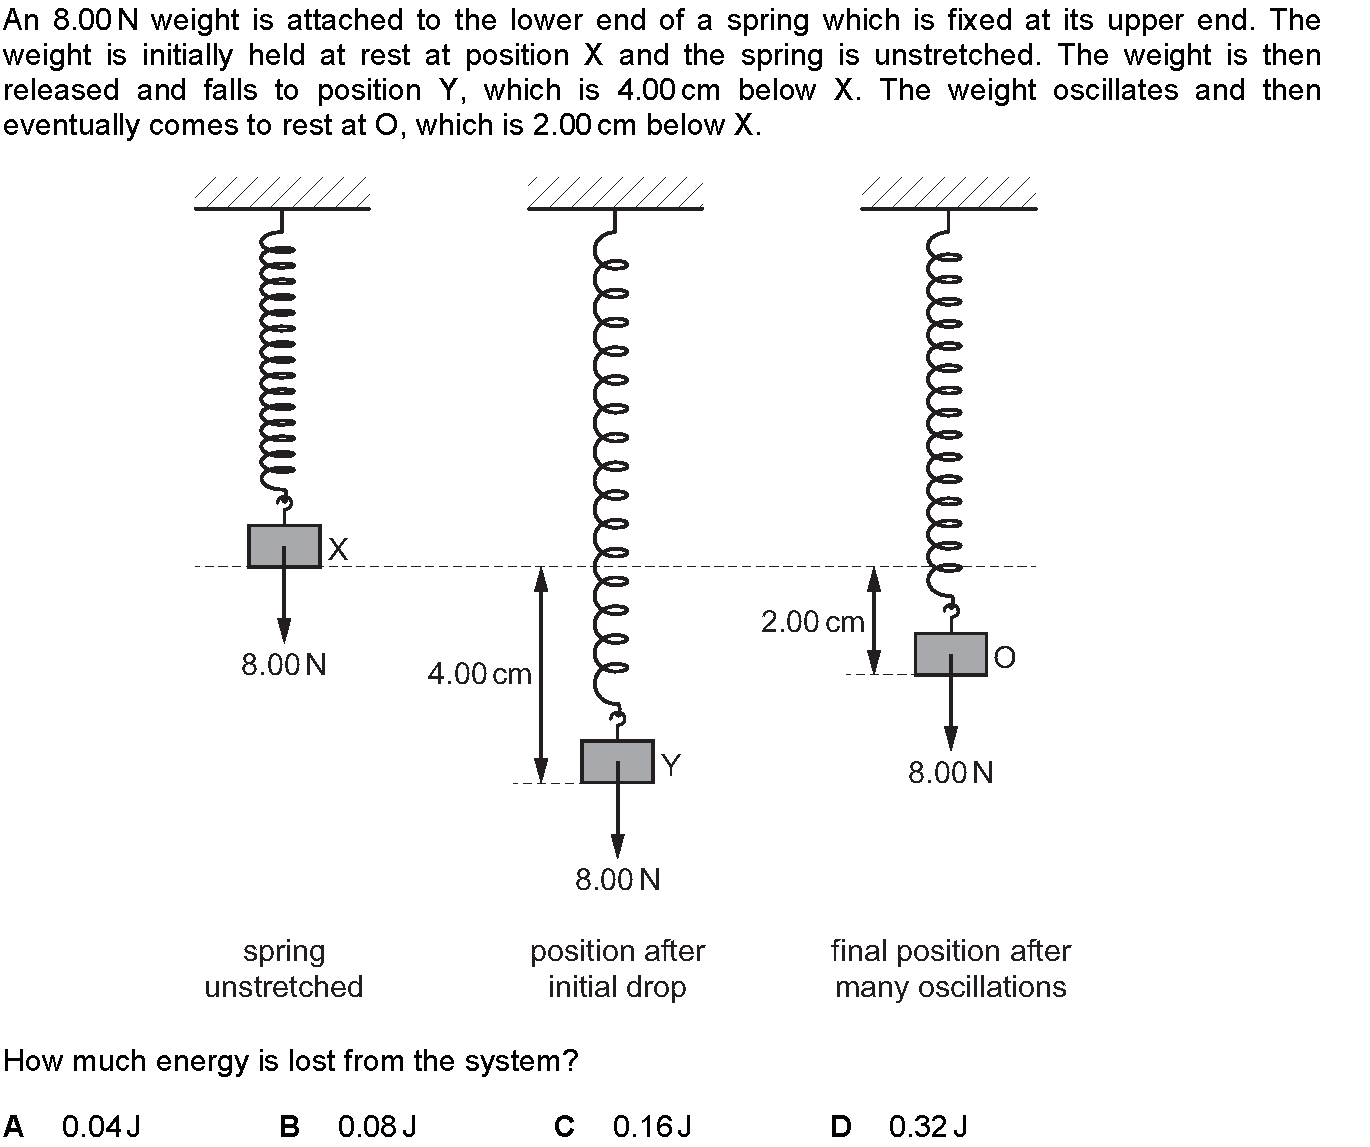 An 8.00 N weight is attached to the lower end of a spring which is fixed at its upper end. The
weight is initially held at rest at position X and the spring is unstretched. The weight is then
released and falls to position Y, which is 4.00 cm below X. The weight oscillates and then
eventually comes to rest at O, which is 2.00 cm below X.
X
8.00 N
4.00 cm
Y
8.00 N
2.00 cm
O
8.00 N
spring
unstretched
position after
initial drop
final position after
many oscillations
How much energy is lost from the system?
A 0.04 J B 0.08 J C 0.16 J D 0.32 J